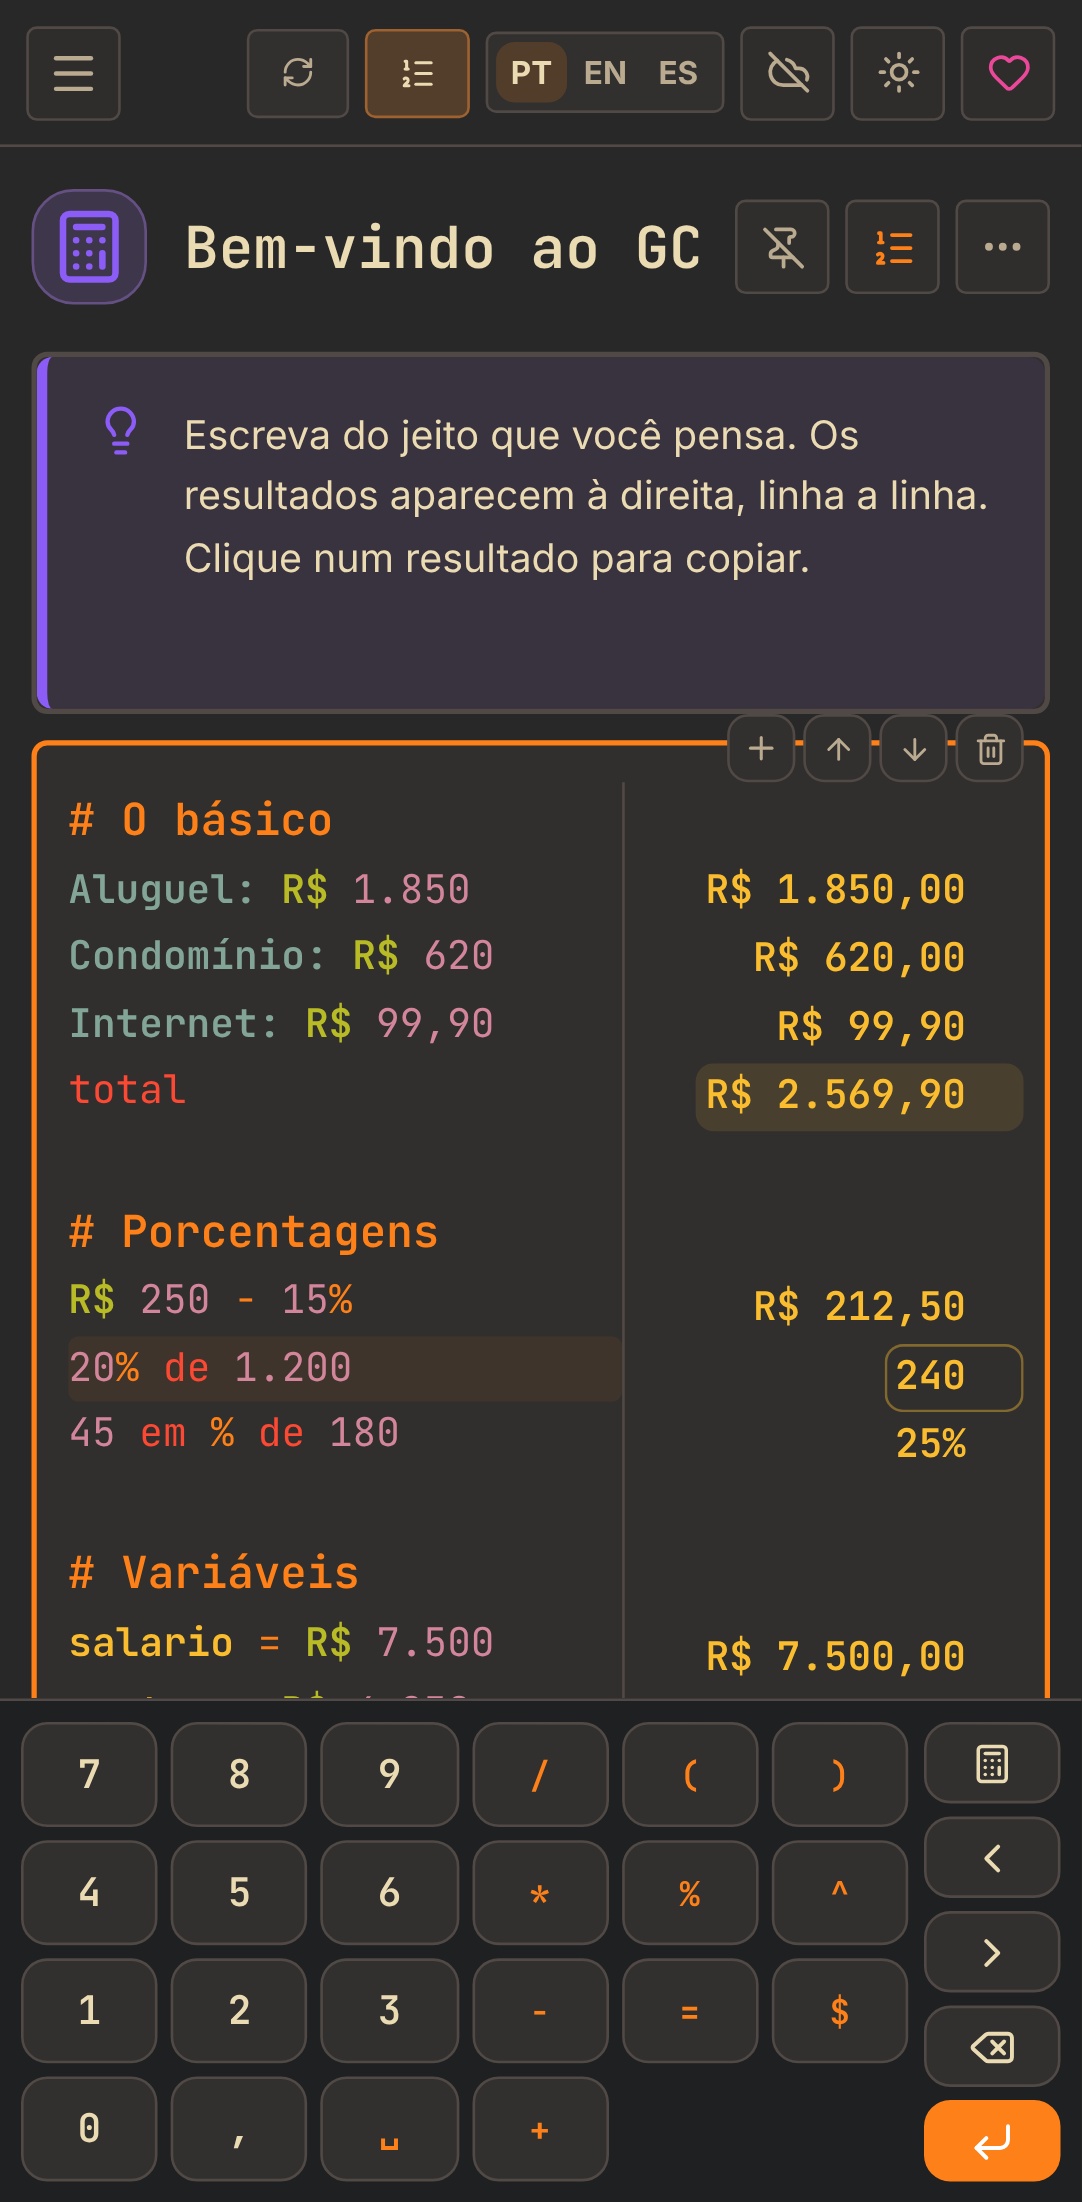 PT EN ES
Bem-vindo ao GC
Escreva do jeito que você pensa. Os
resultados aparecem à direita, linha a linha.
Clique num resultado para copiar.
# O básico
Aluguel: R$ 1.850 R$ 1.850,00
Condomínio: R$ 620 R$ 620,00
Internet: R$ 99,90 R$ 99,90
total R$ 2.569,90
# Porcentagens
R$ 250 - 15% R$ 212,50
20% de 1.200 240
45 em % de 180 25%
# Variáveis
salario = R$ 7.500 R$ 7.500,00
7 8 9 / ( )
4 5 6 * % ^
1 2 3 - = $
0 , ␣ +